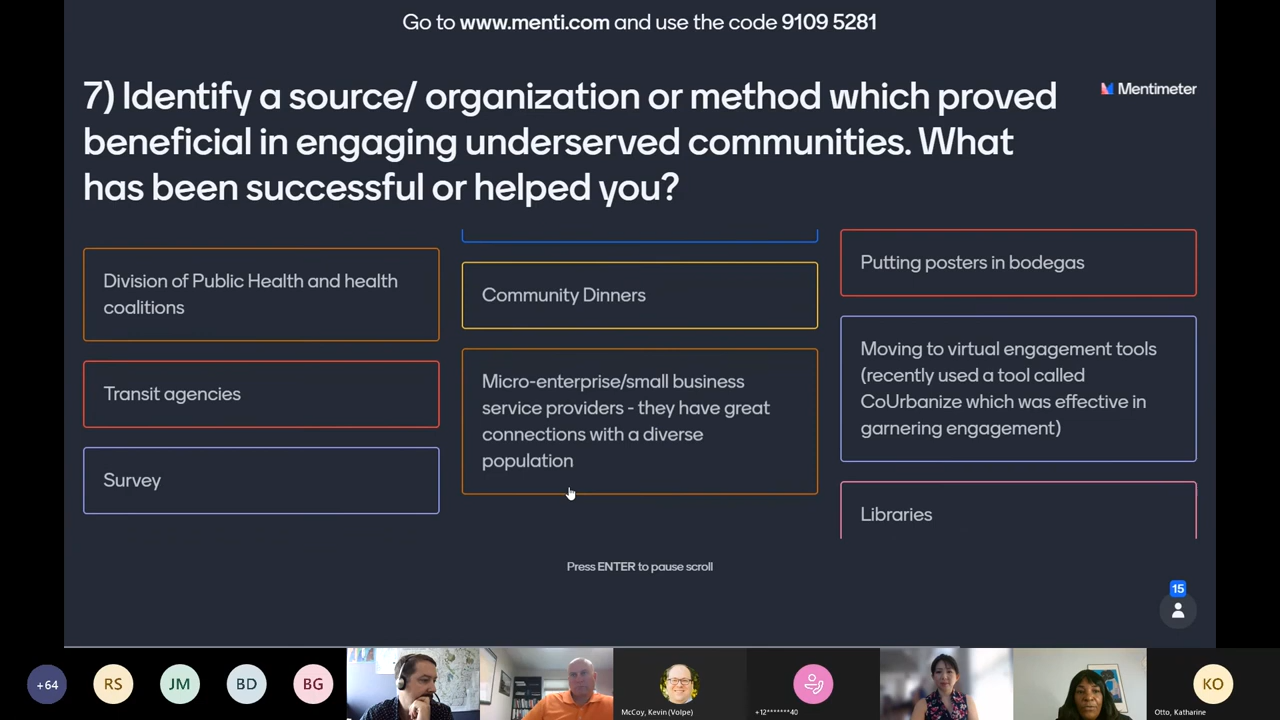 Go to www.menti.com and use the code 9109 5281
7) Identify a source/ organization or method which proved
beneficial in engaging underserved communities. What
has been successful or helped you?
Mentimeter
Division of Public Health and health
coalitions
Transit agencies
Survey
Community Dinners
Micro-enterprise/small business
service providers - they have great
connections with a diverse
population
Putting posters in bodegas
Moving to virtual engagement tools
(recently used a tool called
CoUrbanize which was effective in
garnering engagement)
Libraries
Press ENTER to pause scroll
15
+64
RS
JM
BD
BG
McCoy, Kevin (Volpe)
+12*******40
KO
Otto, Katharine